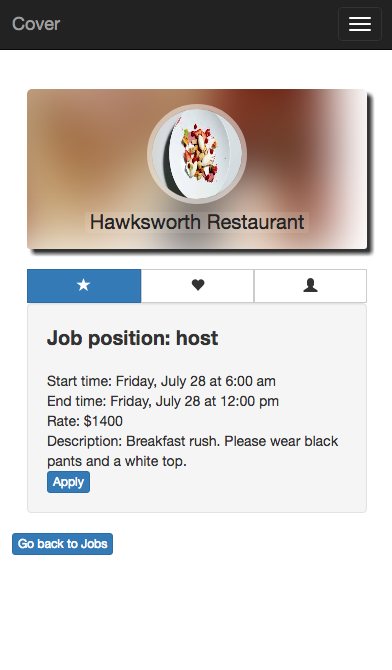 Cover
Hawksworth Restaurant
Job position: host
Start time: Friday, July 28 at 6:00 am
End time: Friday, July 28 at 12:00 pm
Rate: $1400
Description: Breakfast rush. Please wear black
pants and a white top.
Apply
Go back to Jobs